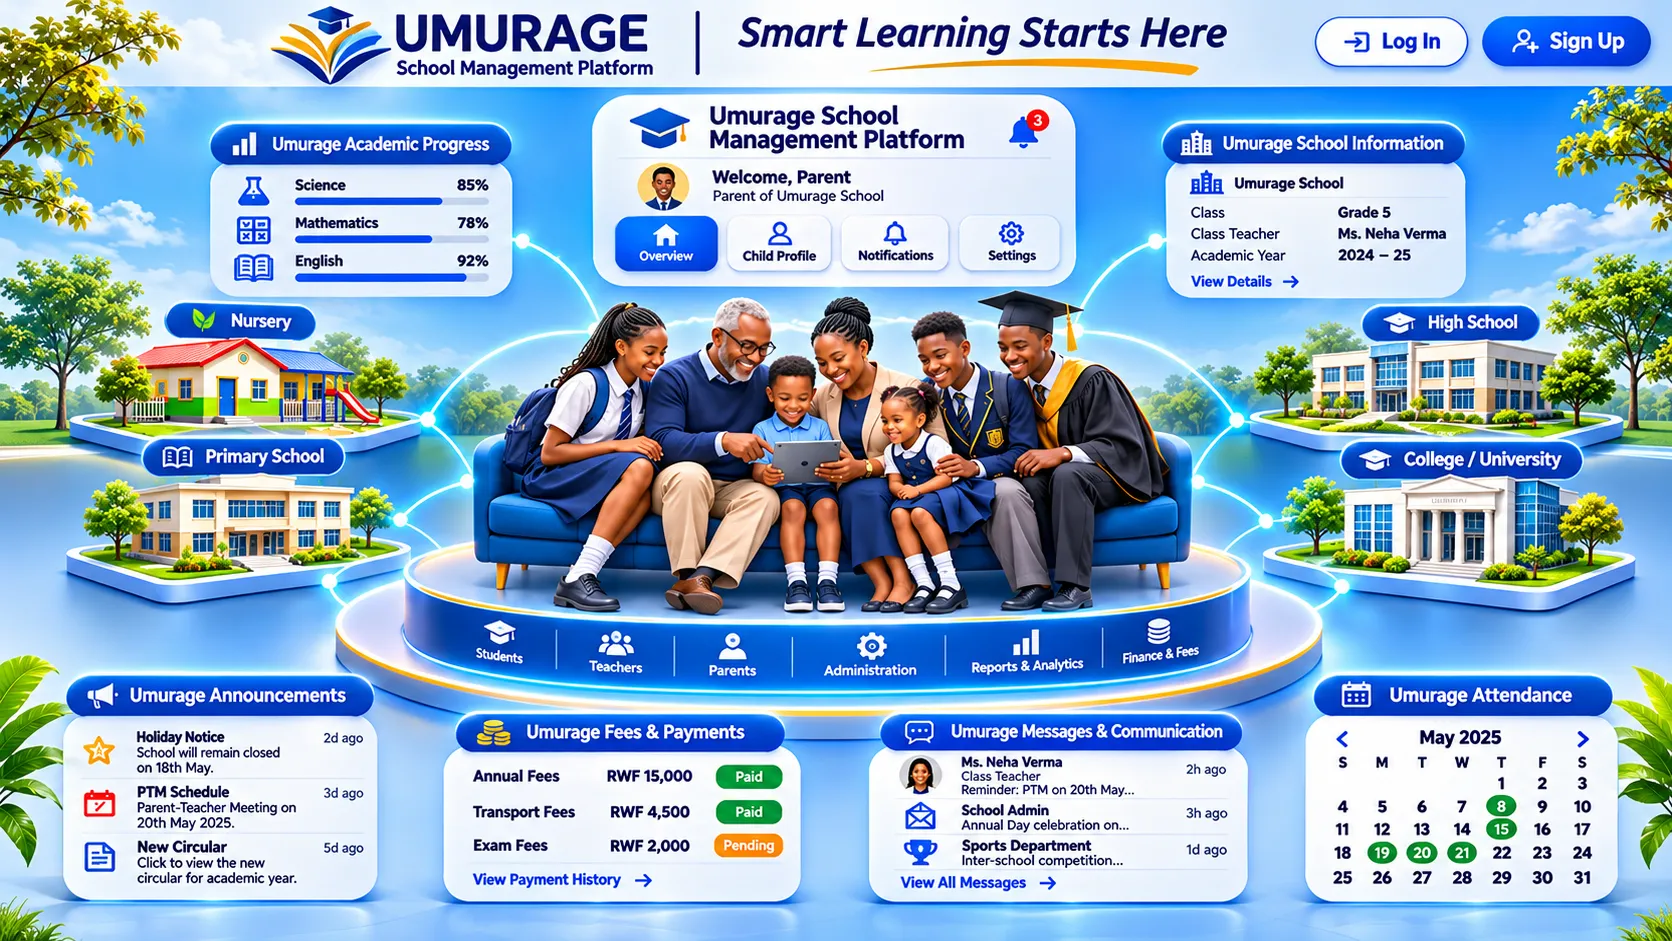 UMURAGE
School Management Platform
Smart Learning Starts Here
Log In
Sign Up
Umurage Academic Progress
Science 85%
Mathematics 78%
English 92%
Umurage School
Management Platform
3
Welcome, Parent
Parent of Umurage School
Overview
Child Profile
Notifications
Settings
Umurage School Information
Umurage School
Class Grade 5
Class Teacher Ms. Neha Verma
Academic Year 2024 – 25
View Details
Nursery
Primary School
High School
College / University
Students
Teachers
Parents
Administration
Reports & Analytics
Finance & Fees
Umurage Announcements
Holiday Notice 2d ago
School will remain closed
on 18th May.
PTM Schedule 3d ago
Parent-Teacher Meeting on
20th May 2025.
New Circular 5d ago
Click to view the new
circular for academic year.
Umurage Fees & Payments
Annual Fees RWF 15,000 Paid
Transport Fees RWF 4,500 Paid
Exam Fees RWF 2,000 Pending
View Payment History
Umurage Messages & Communication
Ms. Neha Verma 2h ago
Class Teacher
Reminder: PTM on 20th May...
School Admin 3h ago
Annual Day celebration on...
Sports Department 1d ago
Inter-school competition...
View All Messages
Umurage Attendance
May 2025
S M T W T F S
1 2 3
4 5 6 7 8 9 10
11 12 13 14 15 16 17
18 19 20 21 22 23 24
25 26 27 28 29 30 31